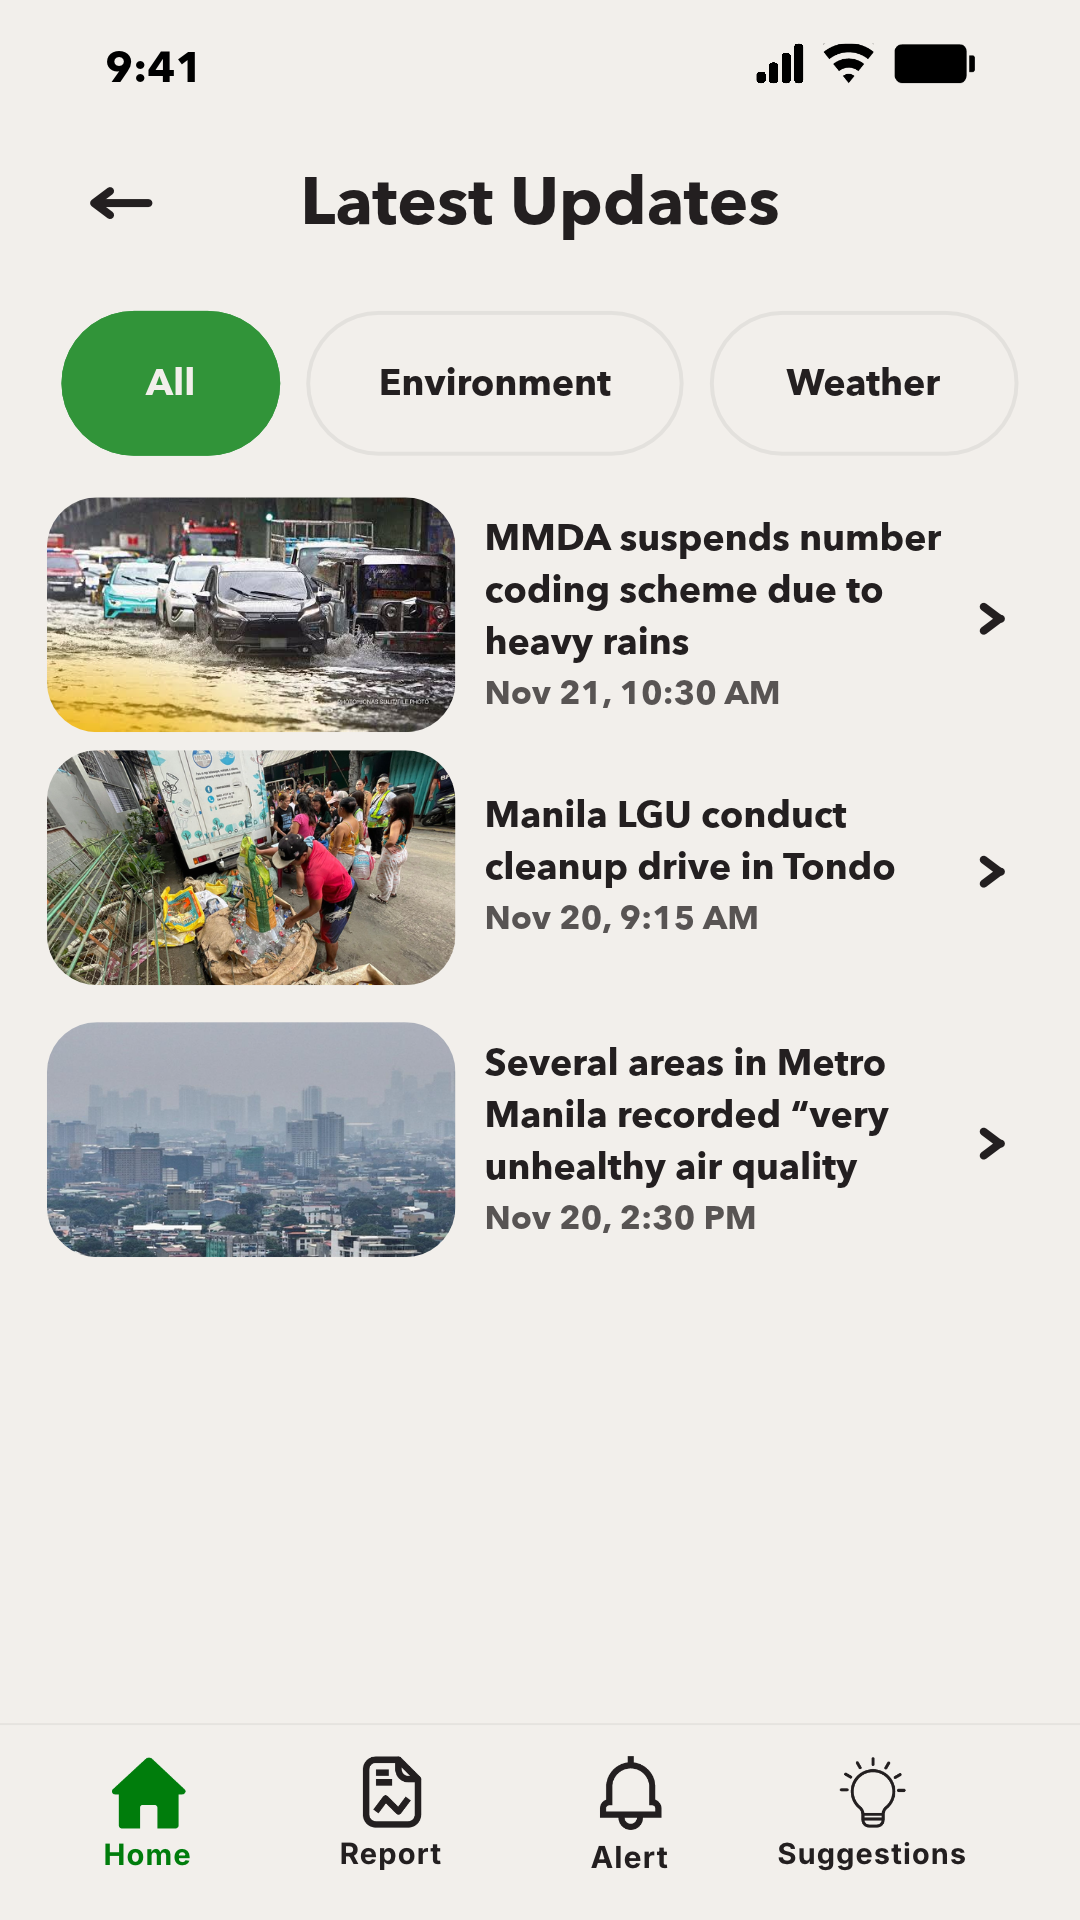 9:41
Latest Updates
All
Environment
Weather
MMDA suspends number
coding scheme due to
heavy rains
Nov 21, 10:30 AM
Manila LGU conduct
cleanup drive in Tondo
Nov 20, 9:15 AM
Several areas in Metro
Manila recorded “very
unhealthy air quality
Nov 20, 2:30 PM
Home
Report
Alert
Suggestions